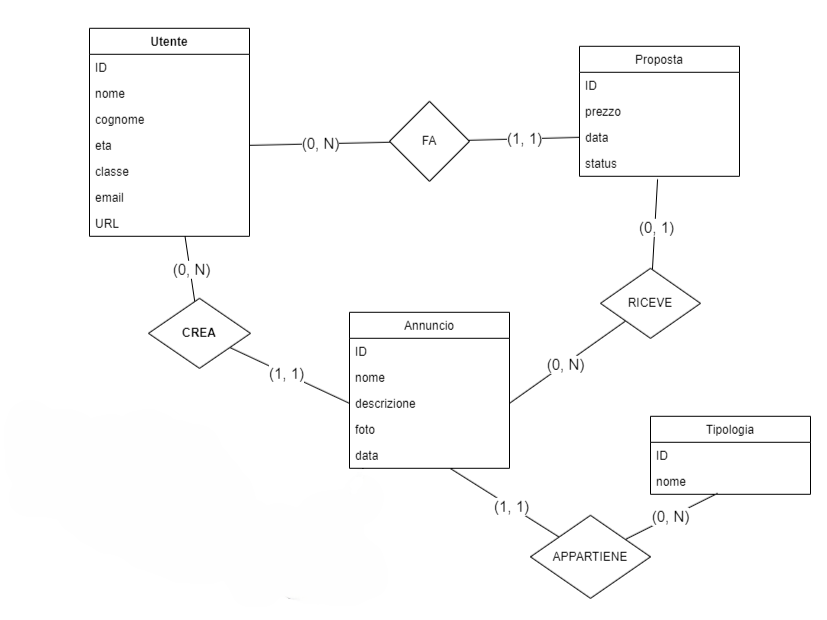 Utente
ID
nome
cognome
eta
classe
email
URL
(0, N)
FA
(1, 1)
Proposta
ID
prezzo
data
status
(0, 1)
RICEVE
(0, N)
(0, N)
CREA
(1, 1)
Annuncio
ID
nome
descrizione
foto
data
(1, 1)
APPARTIENE
(0, N)
Tipologia
ID
nome